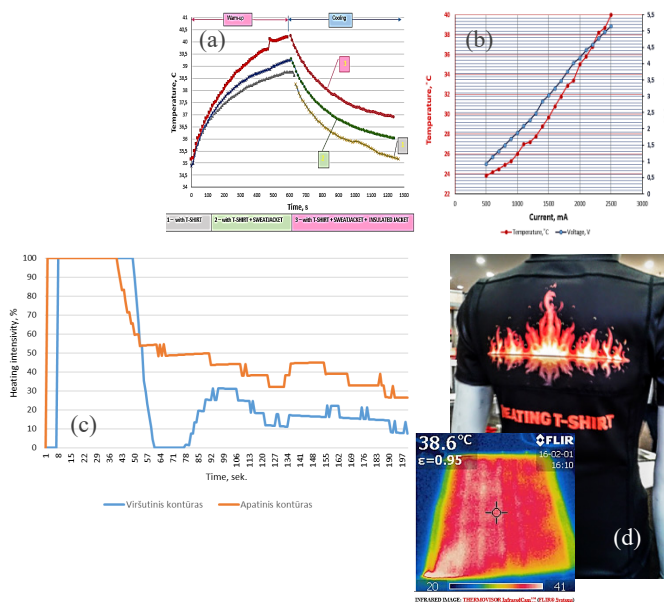 Warm-up
Cooling
(a)
Temperature, C
41
40,5
40
39,5
39
38,5
38
37,5
37
36,5
36
35,5
35
34,5
34
0 100 200 300 400 500 600 700 800 900 1000 1100 1200 1300
Time, s
1 – with T-SHIRT
2 – with T-SHIRT + SWEATJACKET
3 – with T-SHIRT + SWEATJACKET + INSULATED JACKET
(b)
Temperature, °C
40
38
36
34
32
30
28
26
24
22
5,5
5
4,5
4
3,5
3
2,5
2
1,5
1
0,5
0
0 500 1000 1500 2000 2500 3000
Current, mA
Temperature, °C
Voltage, V
Heating intensivity, %
100
90
80
70
60
50
40
30
20
10
0
(c)
1 8 15 22 29 36 43 50 57 64 71 78 85 92 99 106 113 120 127 134 141 148 155 162 169 176 183 190 197
Time, sek.
Viršutinis kontūras
Apatinis kontūras
HEATING T-SHIRT
38.6°C
FLIR
ε=0.95
16-02-01
16:10
20
41
(d)
INFRARED IMAGE: THERMOVISOR InfraredCam™ (FLIR® Systems)